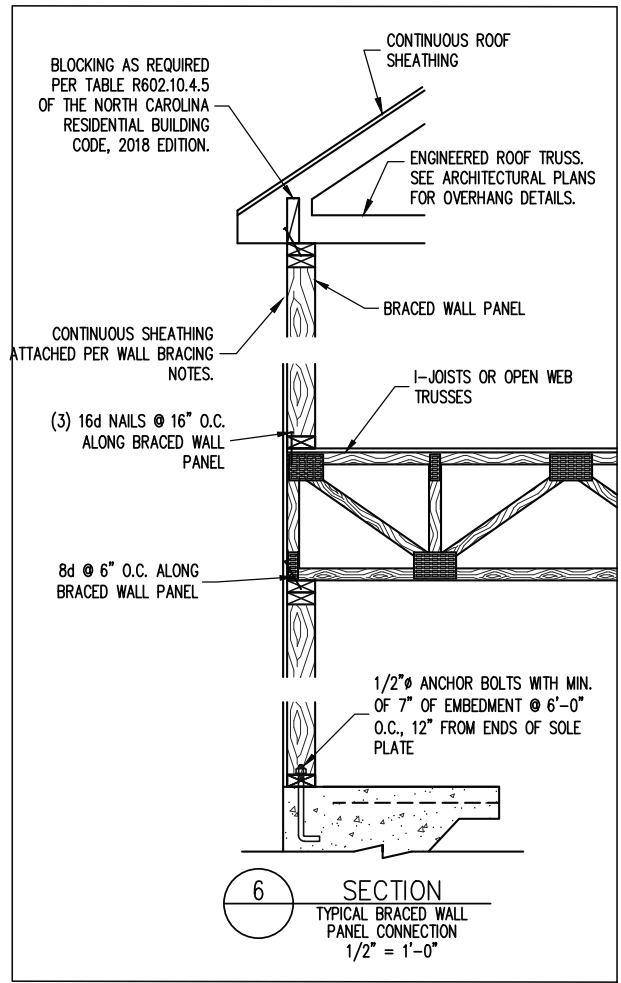 CONTINUOUS ROOF
SHEATHING
BLOCKING AS REQUIRED
PER TABLE R602.10.4.5
OF THE NORTH CAROLINA
RESIDENTIAL BUILDING
CODE, 2018 EDITION.
ENGINEERED ROOF TRUSS.
SEE ARCHITECTURAL PLANS
FOR OVERHANG DETAILS.
BRACED WALL PANEL
CONTINUOUS SHEATHING
ATTACHED PER WALL BRACING
NOTES.
I-JOISTS OR OPEN WEB
TRUSSES
(3) 16d NAILS @ 16" O.C.
ALONG BRACED WALL
PANEL
8d @ 6" O.C. ALONG
BRACED WALL PANEL
1/2"ø ANCHOR BOLTS WITH MIN.
OF 7" OF EMBEDMENT @ 6'-0"
O.C., 12" FROM ENDS OF SOLE
PLATE
6
SECTION
TYPICAL BRACED WALL
PANEL CONNECTION
1/2" = 1'-0"